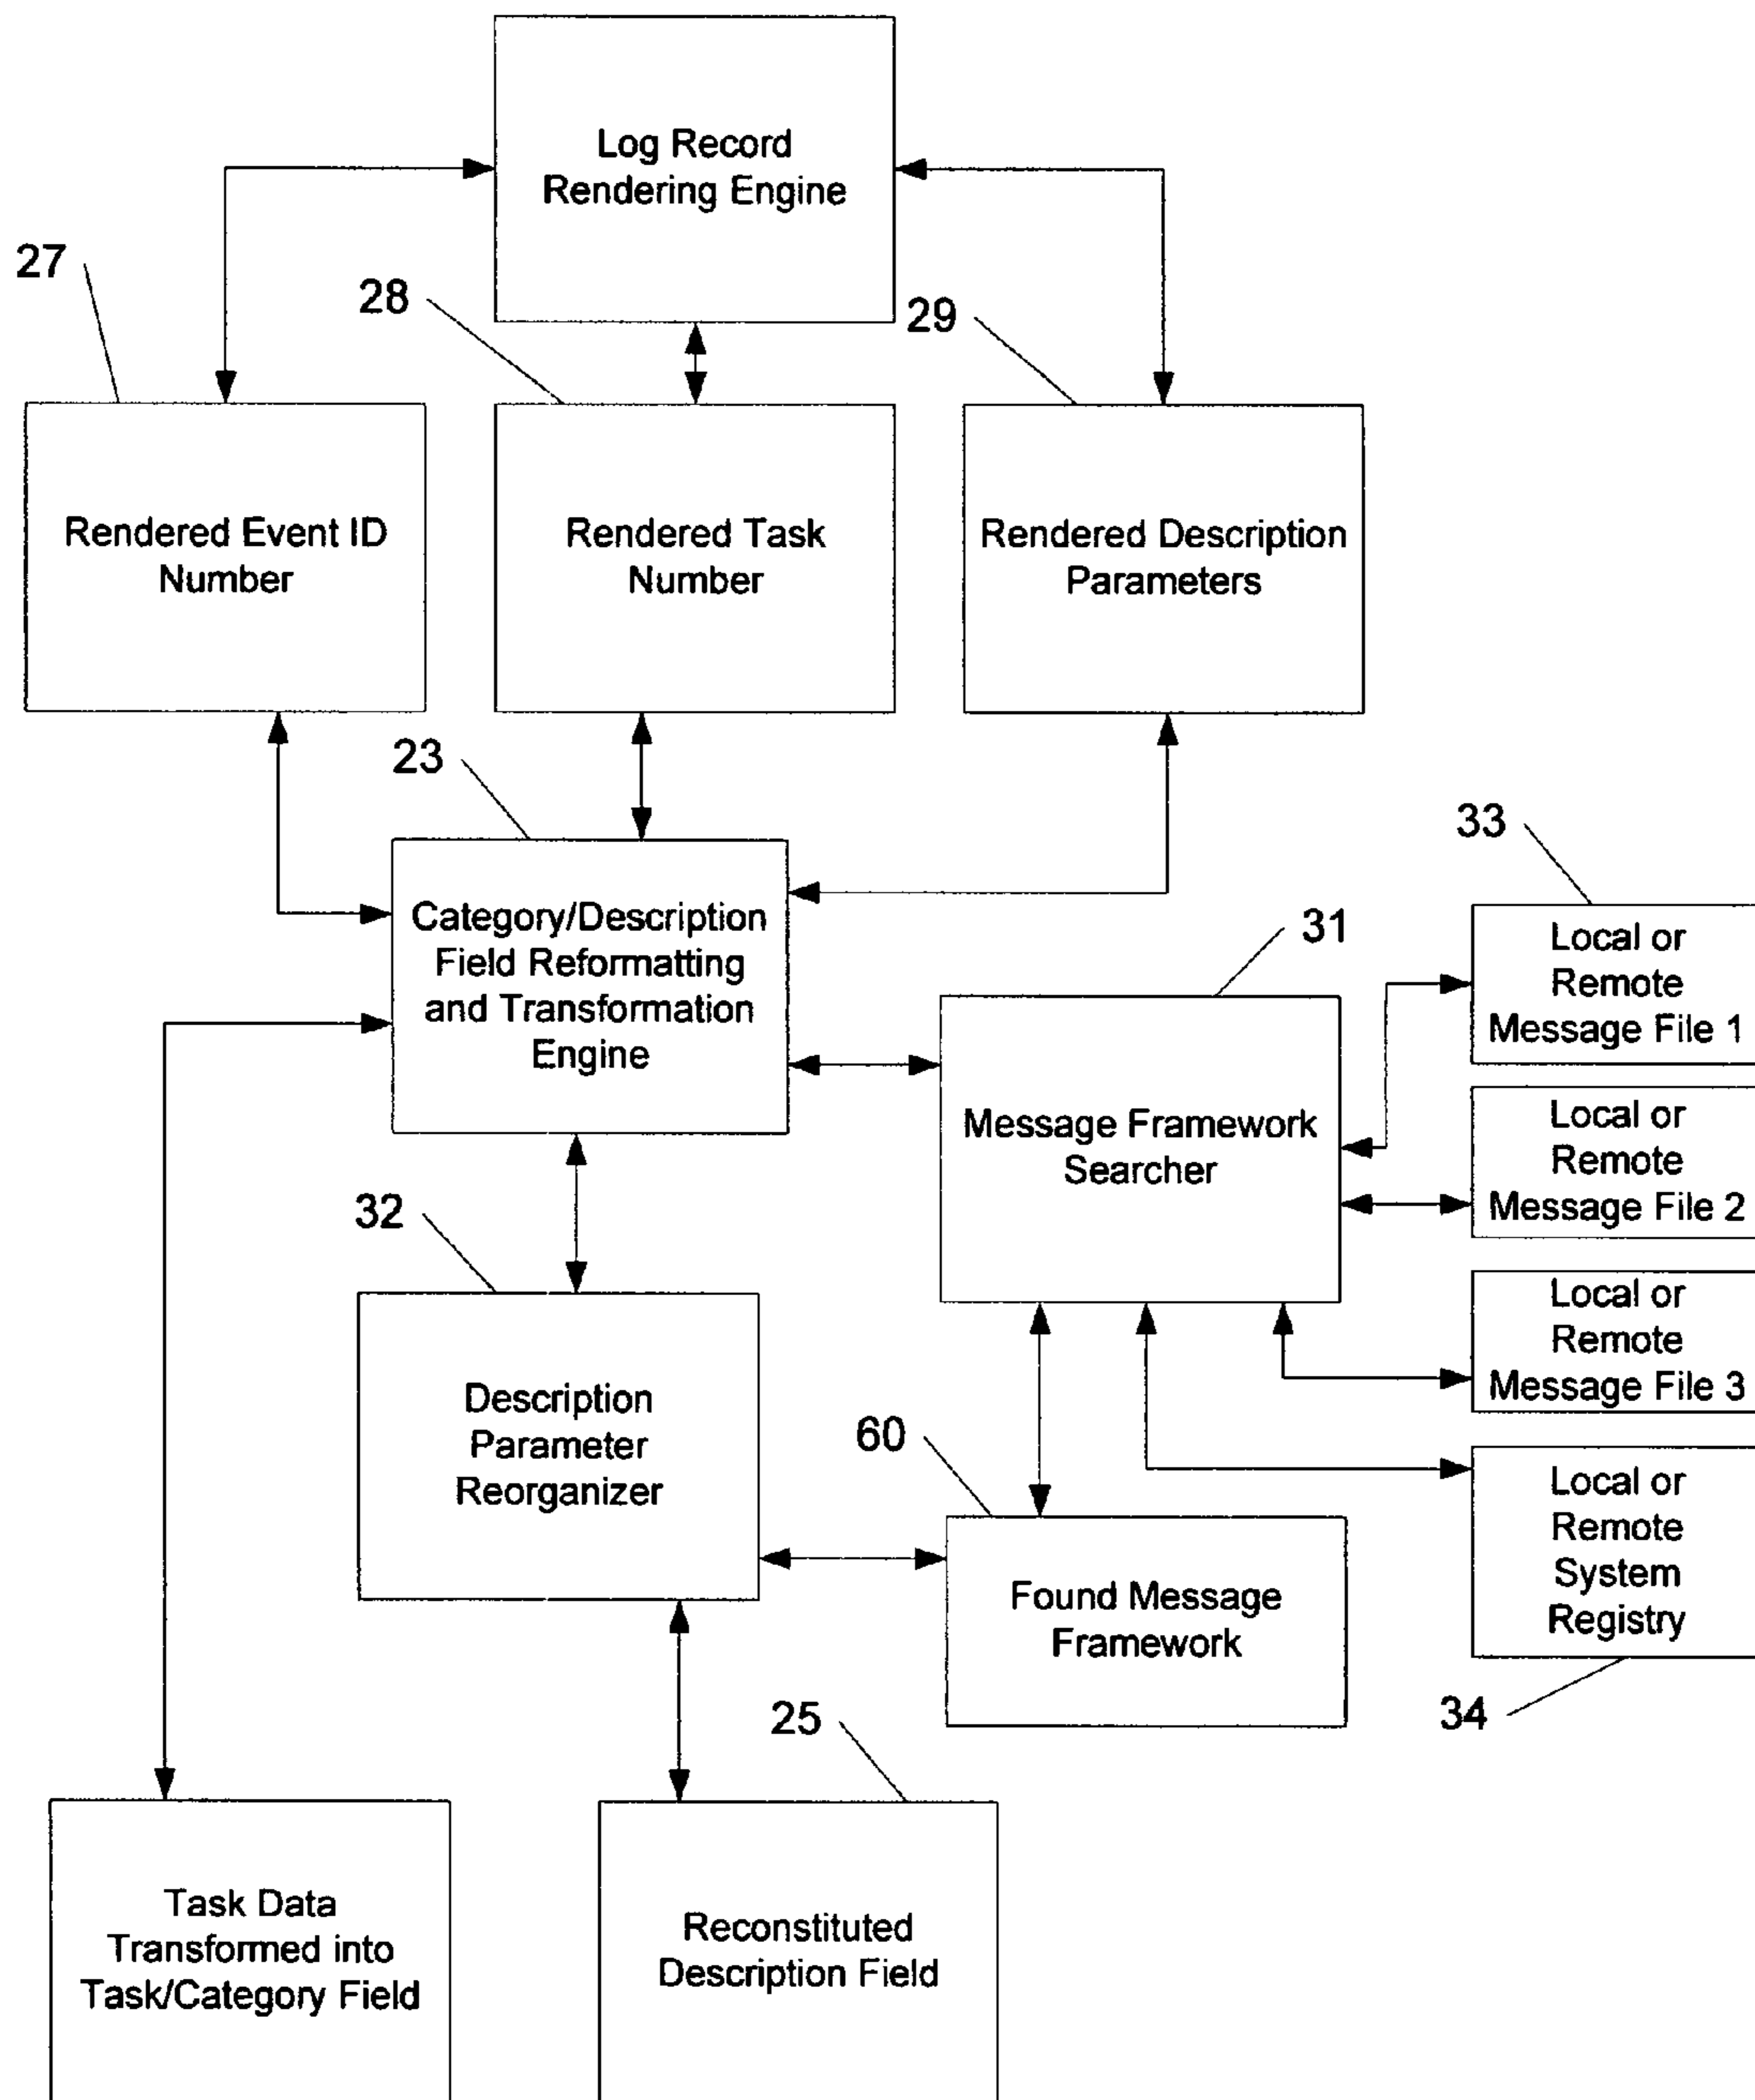 Log Record
Rendering Engine
27
28
29
Rendered Event ID
Number
Rendered Task
Number
Rendered Description
Parameters
23
33
Category/Description
Field Reformatting
and Transformation
Engine
31
Local or
Remote
Message File 1
Message Framework
Searcher
Local or
Remote
Message File 2
32
Local or
Remote
Message File 3
Description
Parameter
Reorganizer
60
Local or
Remote
System
Registry
Found Message
Framework
34
25
Task Data
Transformed into
Task/Category Field
Reconstituted
Description Field